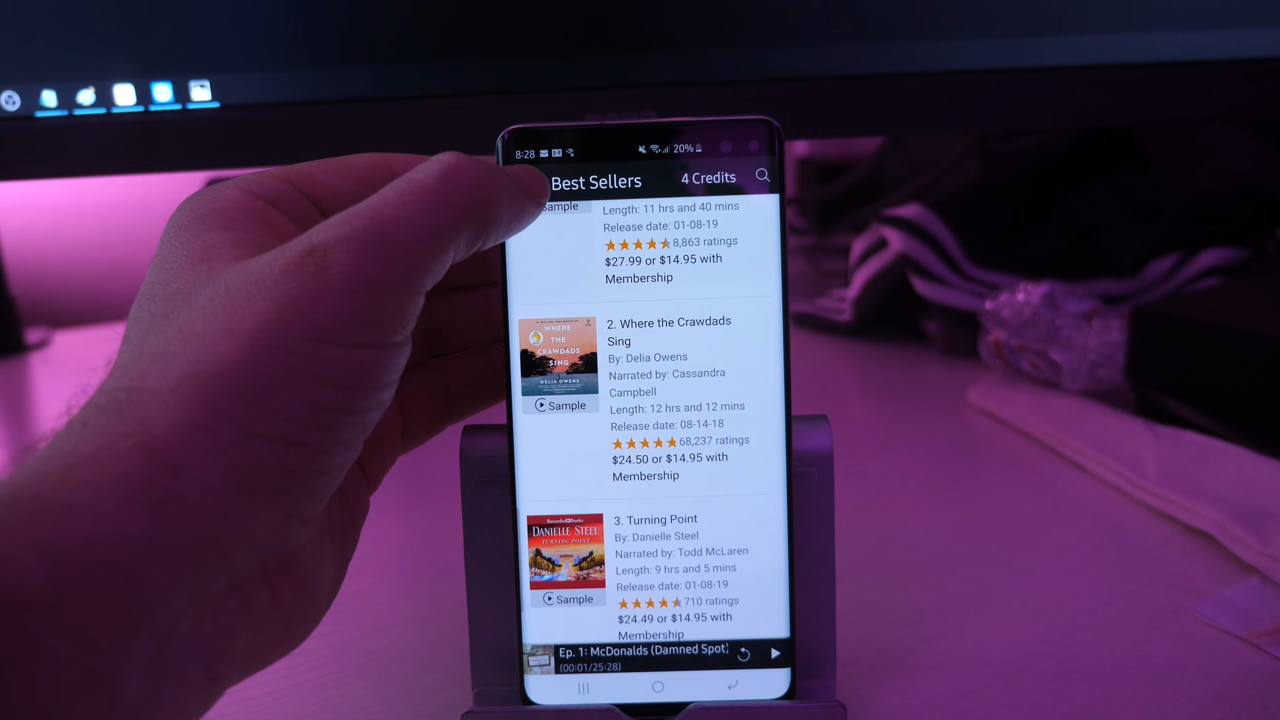 8:28 20%
Best Sellers 4 Credits
Sample
Length: 11 hrs and 40 mins
Release date: 01-08-19
8,863 ratings
$27.99 or $14.95 with
Membership
WHERE
THE
CRAWDADS
SING
DELIA OWENS
Sample
2. Where the Crawdads
Sing
By: Delia Owens
Narrated by: Cassandra
Campbell
Length: 12 hrs and 12 mins
Release date: 08-14-18
68,237 ratings
$24.50 or $14.95 with
Membership
Recorded Books
DANIELLE STEEL
TURNING POINT
Sample
3. Turning Point
By: Danielle Steel
Narrated by: Todd McLaren
Length: 9 hrs and 5 mins
Release date: 01-08-19
710 ratings
$24.49 or $14.95 with
Membership
Ep. 1: McDonalds (Damned Spot)
(00:01/25:28)